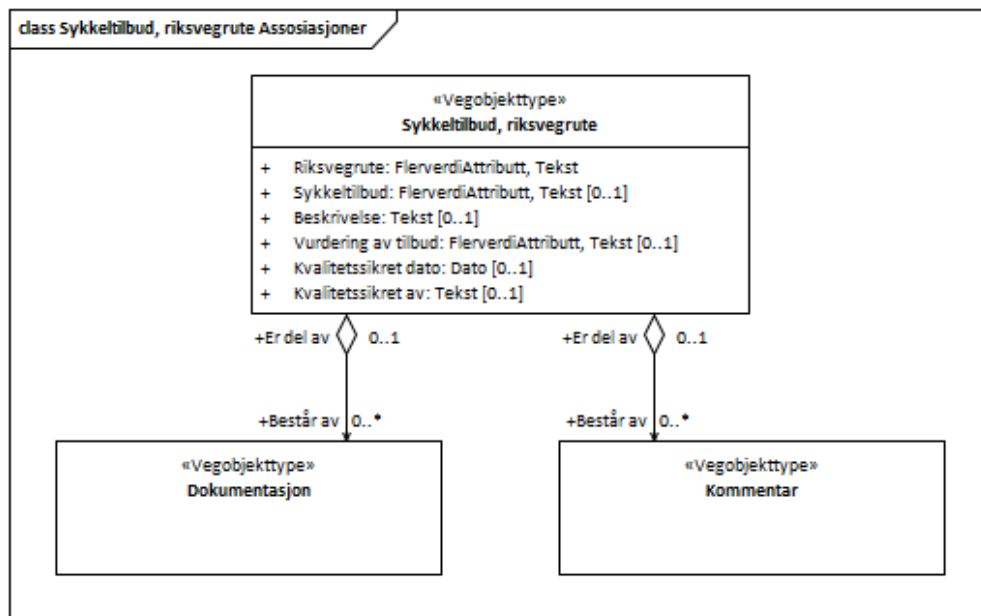 class Sykkeltilbud, riksvegrute Assosiasjoner
«Vegobjekttype»
Sykkeltilbud, riksvegrute
+ Riksvegrute: FlerverdiAttributt, Tekst
+ Sykkeltilbud: FlerverdiAttributt, Tekst [0..1]
+ Beskrivelse: Tekst [0..1]
+ Vurdering av tilbud: FlerverdiAttributt, Tekst [0..1]
+ Kvalitetssikret dato: Dato [0..1]
+ Kvalitetssikret av: Tekst [0..1]
+Er del av 0..1 +Er del av 0..1
+Består av 0..* +Består av 0..*
«Vegobjekttype»
Dokumentasjon
«Vegobjekttype»
Kommentar